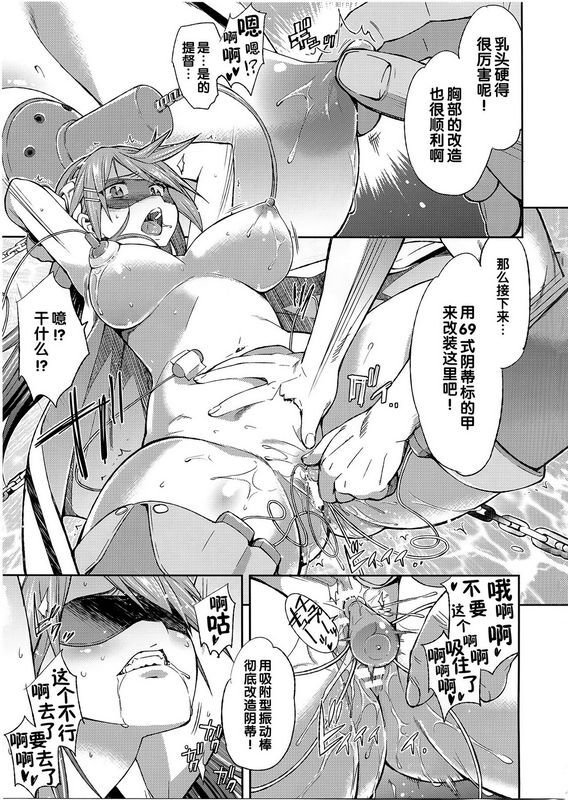 乳头硬得
很厉害呢！
胸部的改造
也很顺利啊
嗯嗯!?
啊啊
是…是的
提督
那么接下来…
用69式阴蒂标的甲
来改装这里吧！
噫!?
干什么!?
哦啊啊
不要
这个啊
吸住了
啊啊啊啊
用吸附型振动棒
彻底改造阴蒂
啊咕
这个不行
啊去了
啊啊要去了